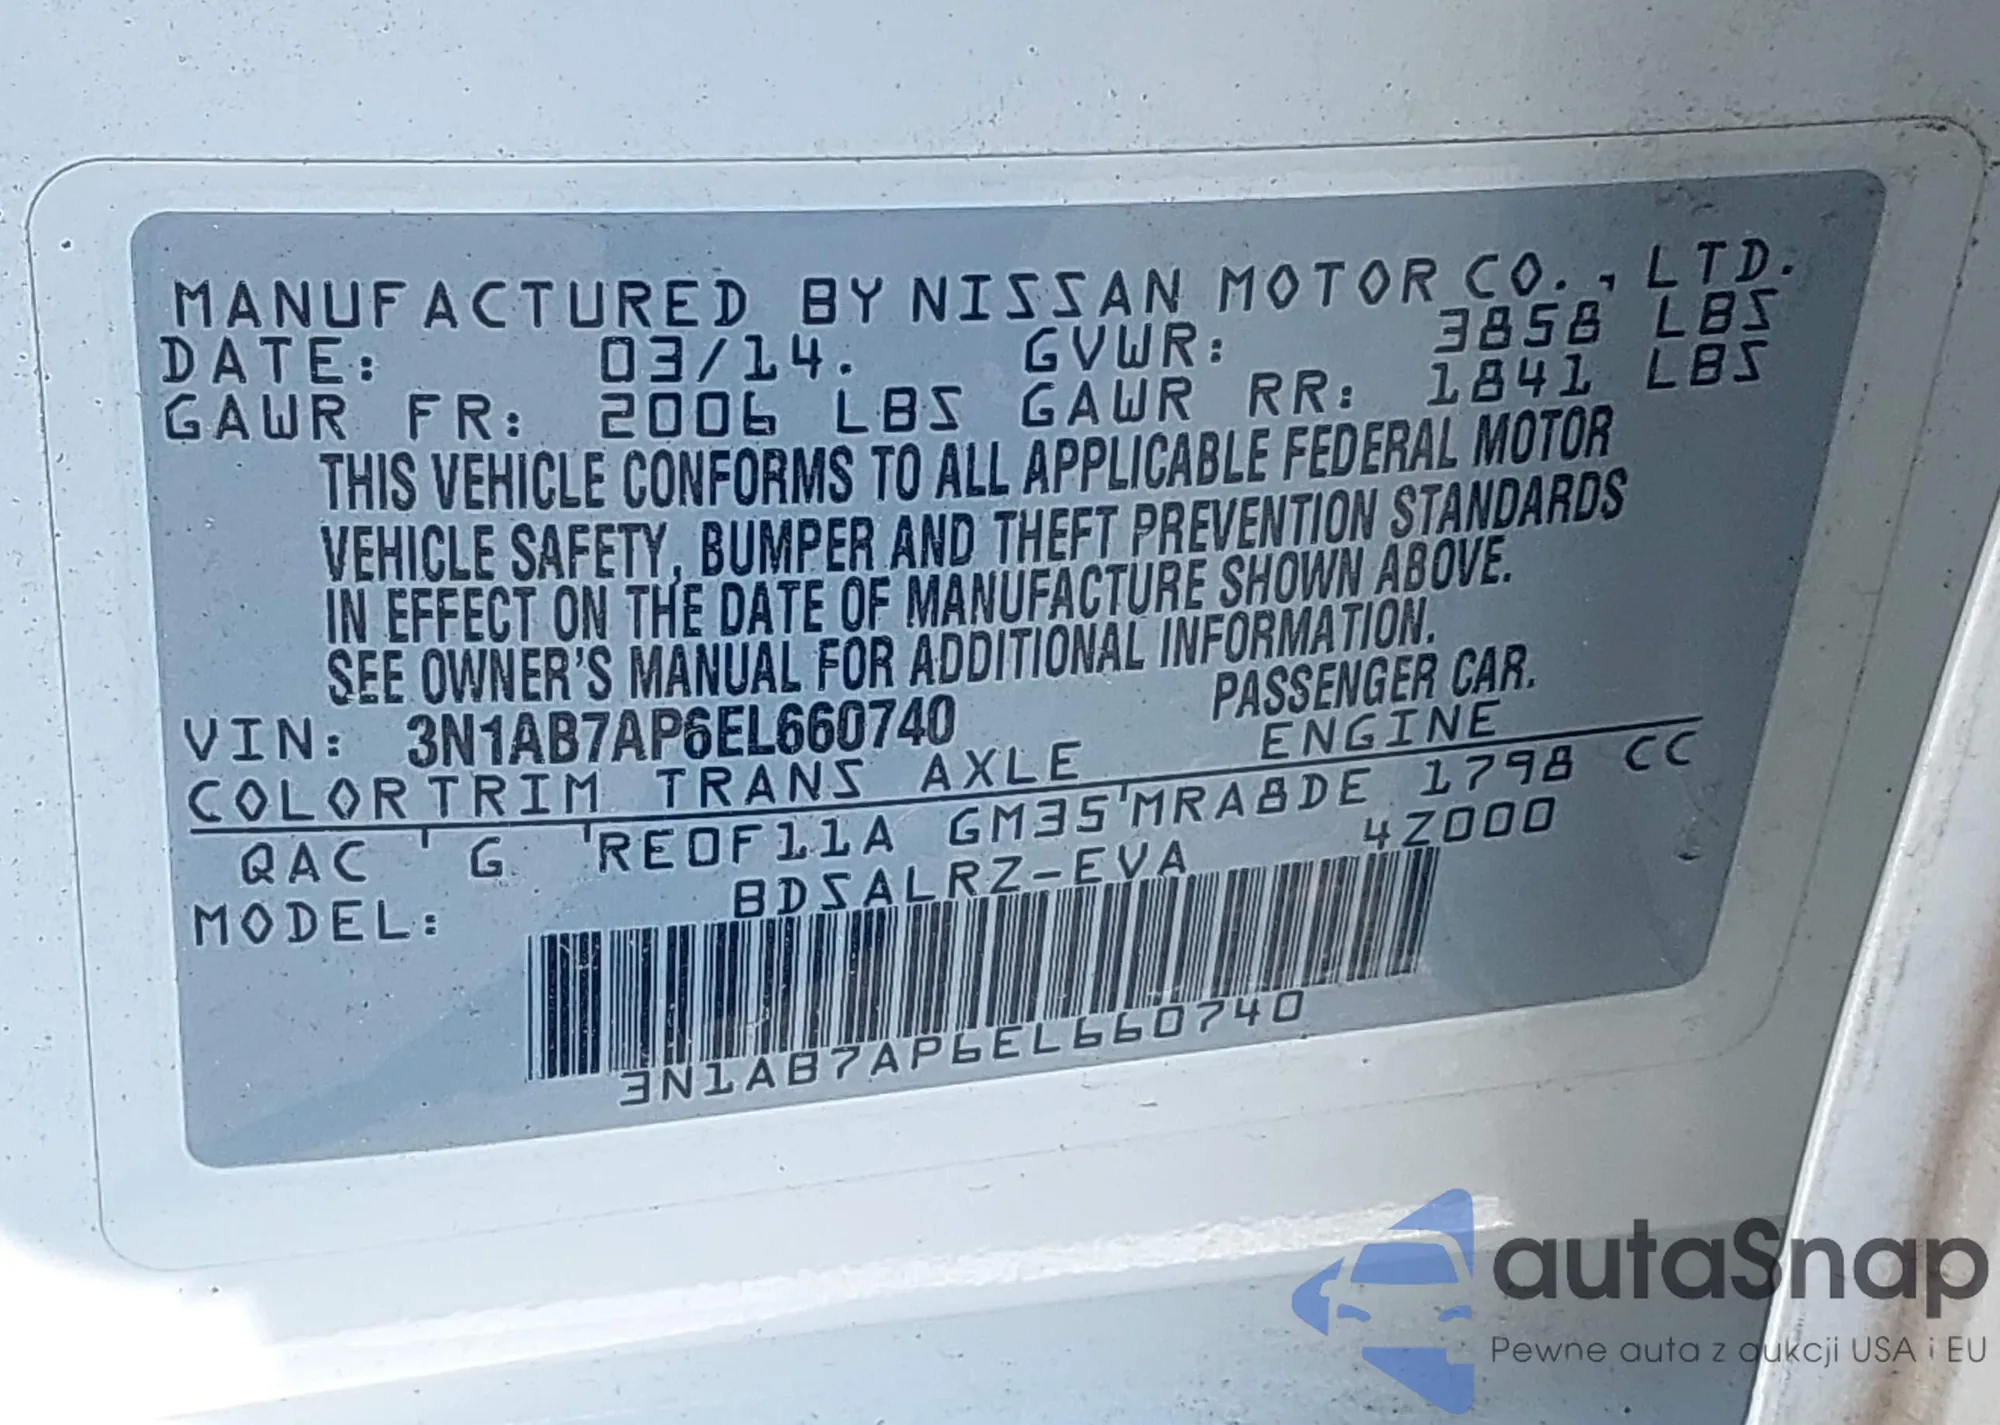 MANUFACTURED BY NISSAN MOTOR CO., LTD.
DATE: 03/14. GVWR: 3858 LBS
GAWR FR: 2006 LBS GAWR RR: 1841 LBS
THIS VEHICLE CONFORMS TO ALL APPLICABLE FEDERAL MOTOR
VEHICLE SAFETY, BUMPER AND THEFT PREVENTION STANDARDS
IN EFFECT ON THE DATE OF MANUFACTURE SHOWN ABOVE.
SEE OWNER'S MANUAL FOR ADDITIONAL INFORMATION.
VIN: 3N1AB7AP6EL660740 PASSENGER CAR.
COLOR TRIM TRANS AXLE ENGINE
QAC G RE0F11A GM35 MRA8DE 1798 CC
MODEL: BDSALRZ-EVA 4Z000
3N1AB7AP6EL660740
autaSnap
Pewne auta z aukcji USA i EU